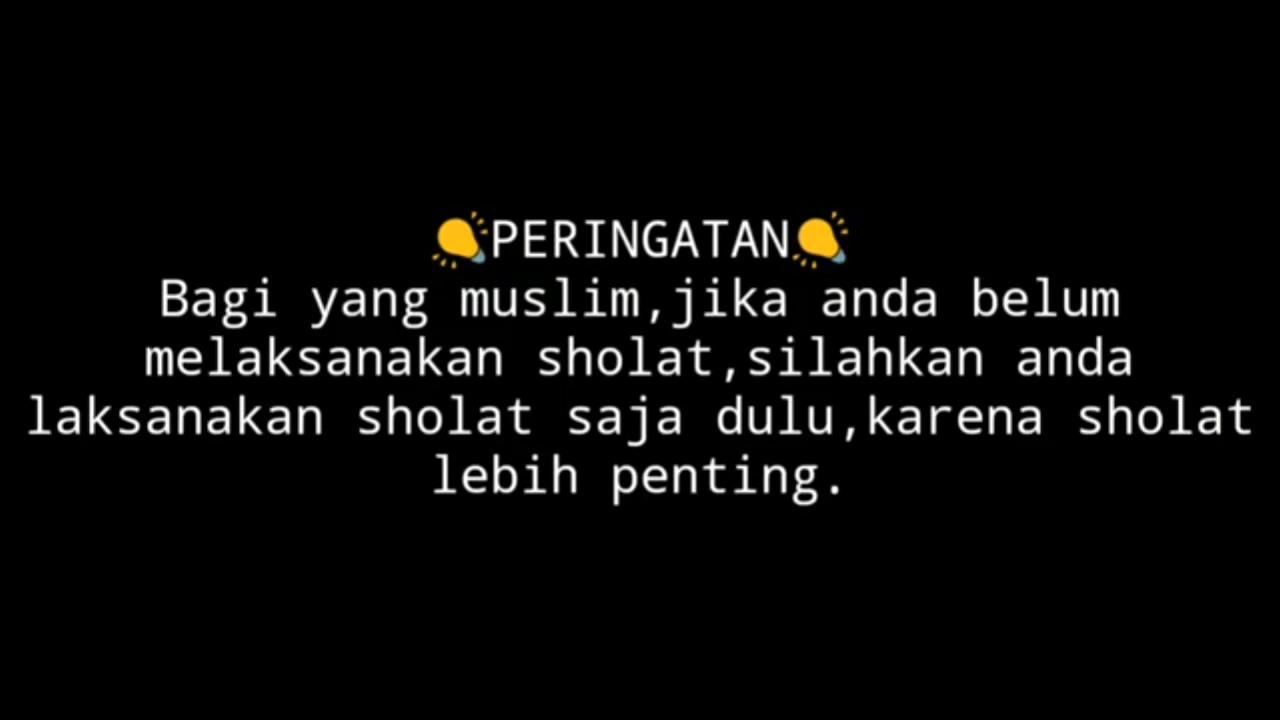 💡PERINGATAN💡
Bagi yang muslim,jika anda belum
melaksanakan sholat,silahkan anda
laksanakan sholat saja dulu,karena sholat
lebih penting.